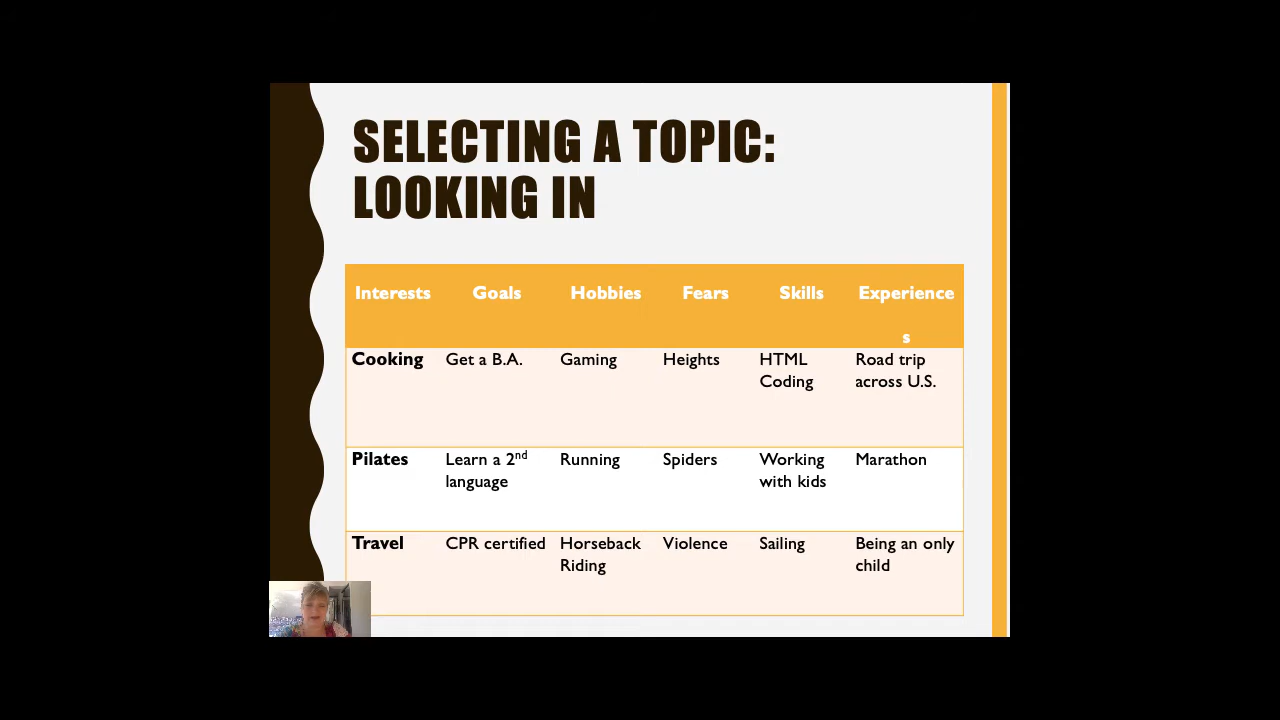 SELECTING A TOPIC:
LOOKING IN
Interests Goals Hobbies Fears Skills Experience
s
Cooking Get a B.A. Gaming Heights HTML Road trip
Coding across U.S.
Pilates Learn a 2nd Running Spiders Working Marathon
language with kids
Travel CPR certified Horseback Violence Sailing Being an only
Riding child